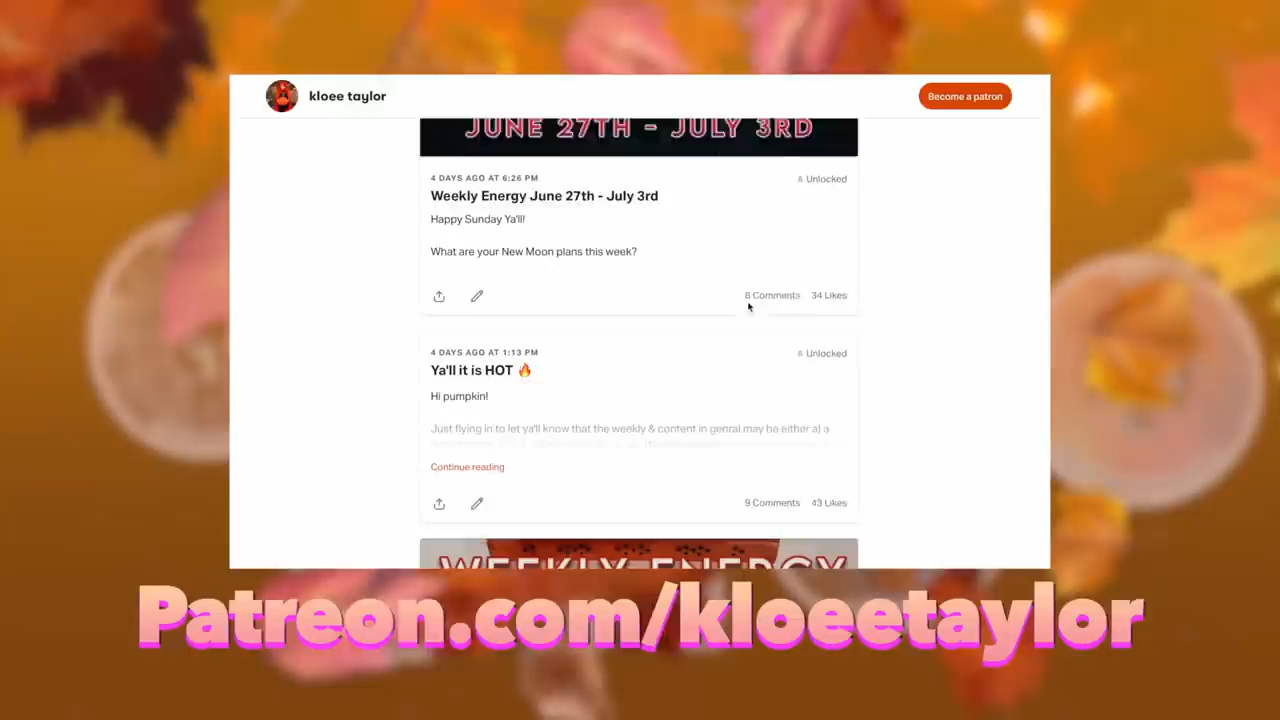 kloee taylor
Become a patron
JUNE 27TH - JULY 3RD
4 DAYS AGO AT 6:26 PM
Unlocked
Weekly Energy June 27th - July 3rd
Happy Sunday Ya'll!
What are your New Moon plans this week?
8 Comments 34 Likes
4 DAYS AGO AT 1:13 PM
Unlocked
Ya'll it is HOT 🔥
Hi pumpkin!
Just flying in to let ya'll know that the weekly & content in genral may be either a) a
Continue reading
9 Comments 43 Likes
WEEKLY ENERGY
Patreon.com/kloeetaylor